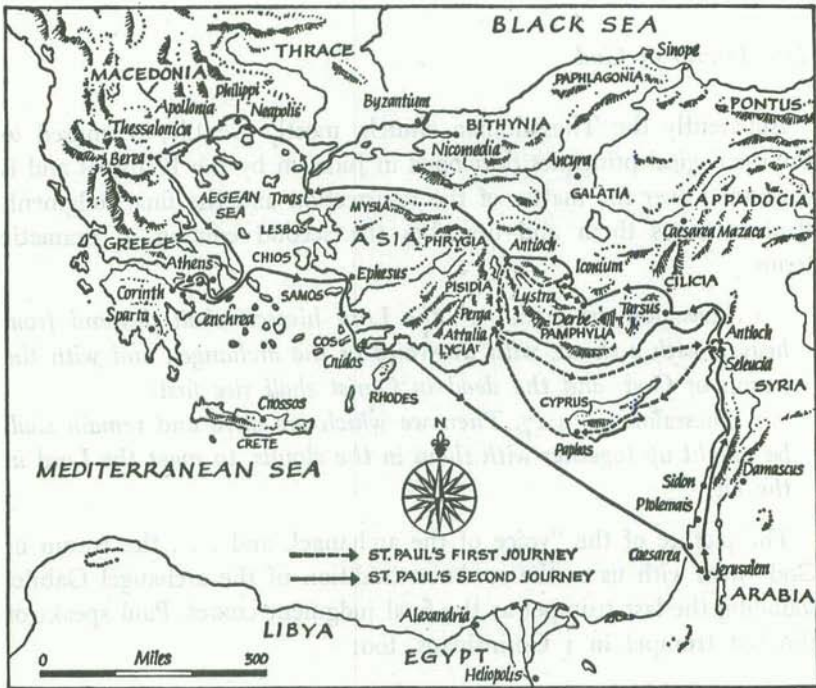 BLACK SEA
THRACE
Sinope
MACEDONIA
PAPHLAGONIA
Philippi
Apollonia
Neapolis
Byzantium
BITHYNIA
PONTUS
Thessalonica
Nicomedia
Berea
Ancyra
AEGEAN
SEA
Troas
MYSIA
GALATIA
CAPPADOCIA
LESBOS
ASIA
PHRYGIA
Caesarea Mazaca
GREECE
CHIOS
Antioch
Athens
Ephesus
Iconium
CILICIA
Corinth
SAMOS
PISIDIA
Lystra
Tarsus
Sparta
Cenchrea
Perga
Derbe
PAMPHYLIA
Antioch
COS
Attalia
LYCIA
Seleucia
Cnidos
RHODES
SYRIA
Cnossos
CYPRUS
CRETE
Paphos
N
MEDITERRANEAN SEA
Damascus
Sidon
Ptolemais
ST. PAUL'S FIRST JOURNEY
Caesarea
Jerusalem
ST. PAUL'S SECOND JOURNEY
ARABIA
LIBYA
Alexandria
0 Miles 500
EGYPT
Heliopolis